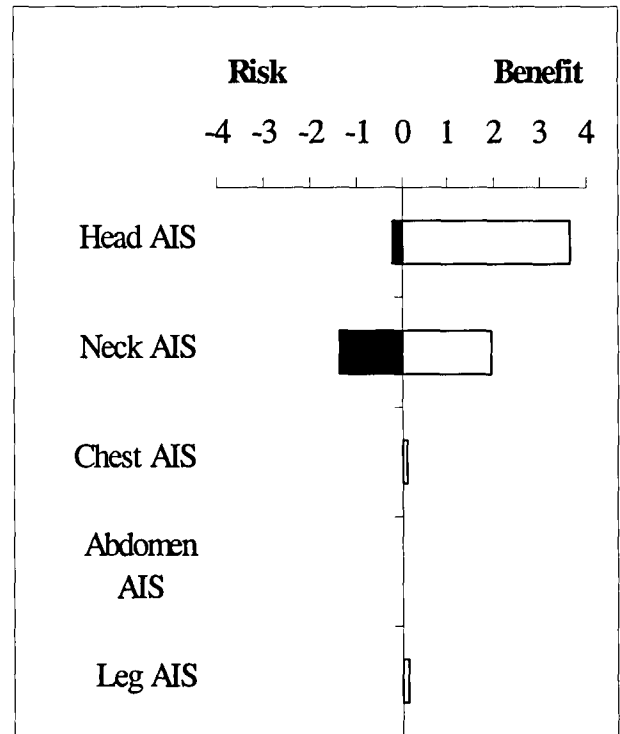 Risk Benefit
-4 -3 -2 -1 0 1 2 3 4
Head AIS
Neck AIS
Chest AIS
Abdomen
AIS
Leg AIS